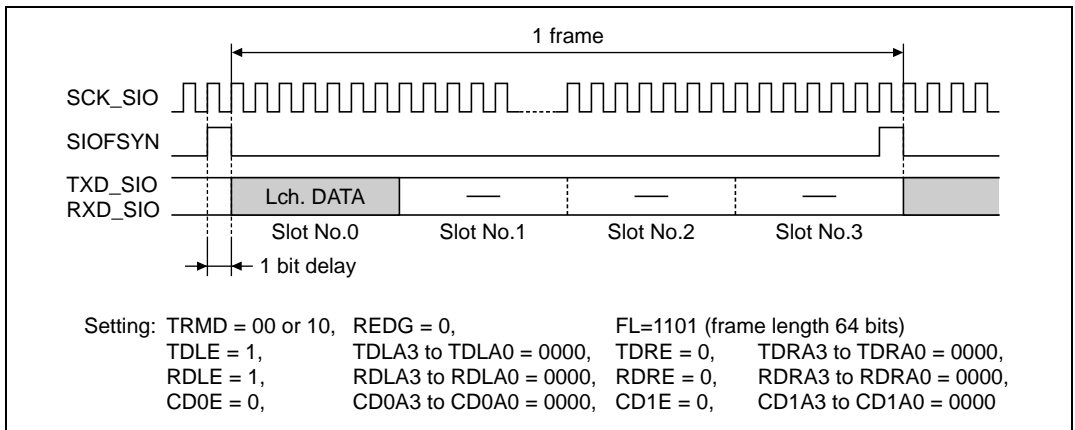 1 frame
SCK_SIO
SIOFSYN
TXD_SIO
RXD_SIO
Lch. DATA — — —
Slot No.0 Slot No.1 Slot No.2 Slot No.3
1 bit delay
Setting: TRMD = 00 or 10, REDG = 0, FL=1101 (frame length 64 bits)
TDLE = 1, TDLA3 to TDLA0 = 0000, TDRE = 0, TDRA3 to TDRA0 = 0000,
RDLE = 1, RDLA3 to RDLA0 = 0000, RDRE = 0, RDRA3 to RDRA0 = 0000,
CD0E = 0, CD0A3 to CD0A0 = 0000, CD1E = 0, CD1A3 to CD1A0 = 0000